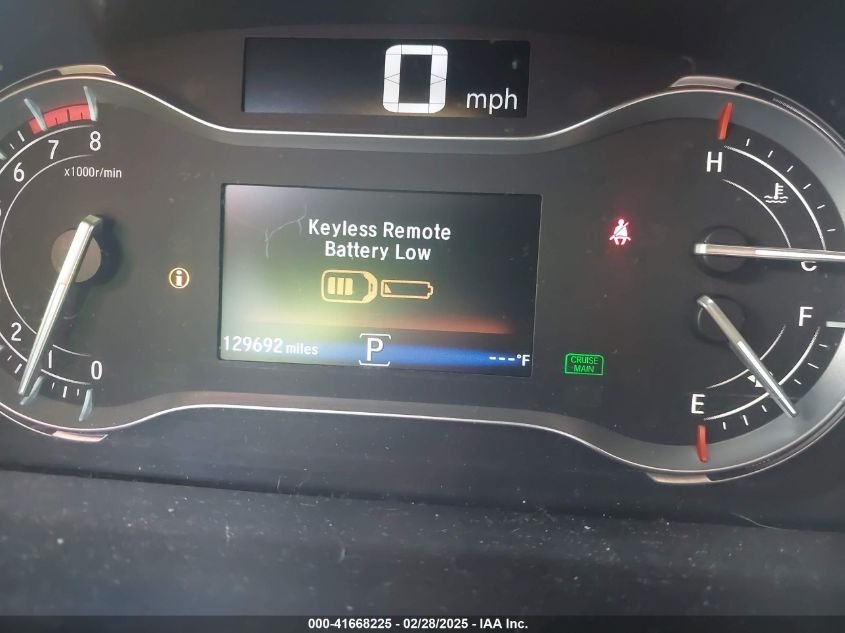 0 mph
8
7
6
x1000r/min
2
1
0
Keyless Remote
Battery Low
129692 miles
P
---°F
CRUISE
MAIN
H
C
F
E
000-41668225 - 02/28/2025 - IAA Inc.